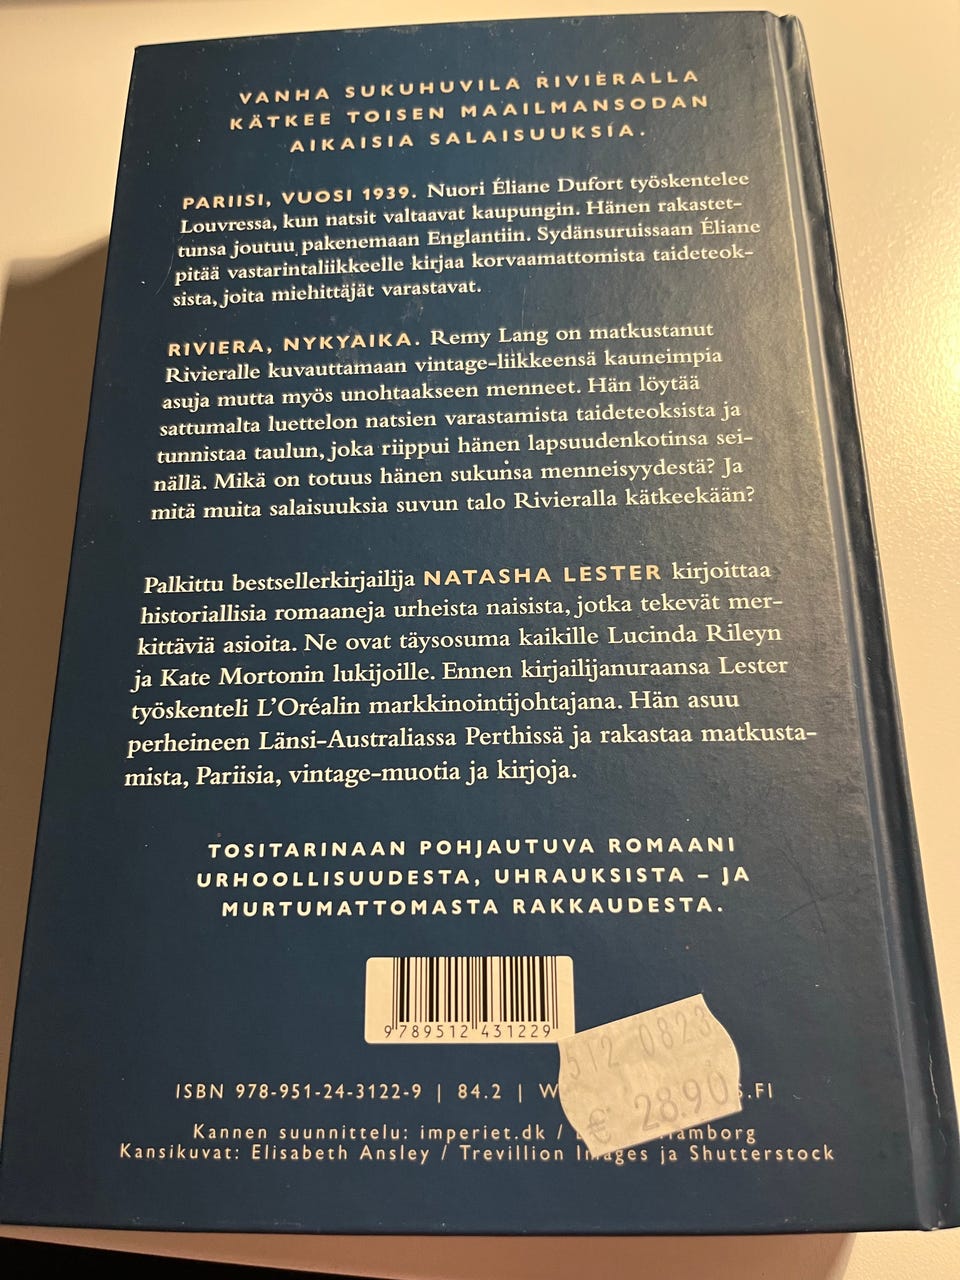 VANHA SUKUHUVILA RIVIERALLA
KÄTKEE TOISEN MAAILMANSODAN
AIKAISIA SALAISUUKSIA.
PARIISI, VUOSI 1939. Nuori Éliane Dufort työskentelee
Louvressa, kun natsit valtaavat kaupungin. Hänen rakastet-
tunsa joutuu pakenemaan Englantiin. Sydänsuruissaan Éliane
pitää vastarintaliikkeelle kirjaa korvaamattomista taideteok-
sista, joita miehittäjät varastavat.
RIVIERA, NYKYAIKA. Remy Lang on matkustanut
Rivieralle kuvauttamaan vintage-liikkeensä kauneimpia
asuja mutta myös unohtaakseen menneet. Hän löytää
sattumalta luettelon natsien varastamista taideteoksista ja
tunnistaa taulun, joka riippui hänen lapsuudenkotinsa sei-
nällä. Mikä on totuus hänen sukunsa menneisyydestä? Ja
mitä muita salaisuuksia suvun talo Rivieralla kätkeekään?
Palkittu bestsellerkirjailija NATASHA LESTER kirjoittaa
historiallisia romaaneja urheista naisista, jotka tekevät mer-
kittäviä asioita. Ne ovat täysosuma kaikille Lucinda Rileyn
ja Kate Mortonin lukijoille. Ennen kirjailijanuraansa Lester
työskenteli L'Oréalin markkinointijohtajana. Hän asuu
perheineen Länsi-Australiassa Perthissä ja rakastaa matkusta-
mista, Pariisia, vintage-muotia ja kirjoja.
TOSITARINAAN POHJAUTUVA ROMAANI
URHOOLLISUUDESTA, UHRAUKSISTA – JA
MURTUMATTOMASTA RAKKAUDESTA.
9789512431229
512 0823
€ 28.90
ISBN 978-951-24-3122-9 | 84.2 | W S.FI
Kannen suunnittelu: imperiet.dk / Hamborg
Kansikuvat: Elisabeth Ansley / Trevillion Images ja Shutterstock